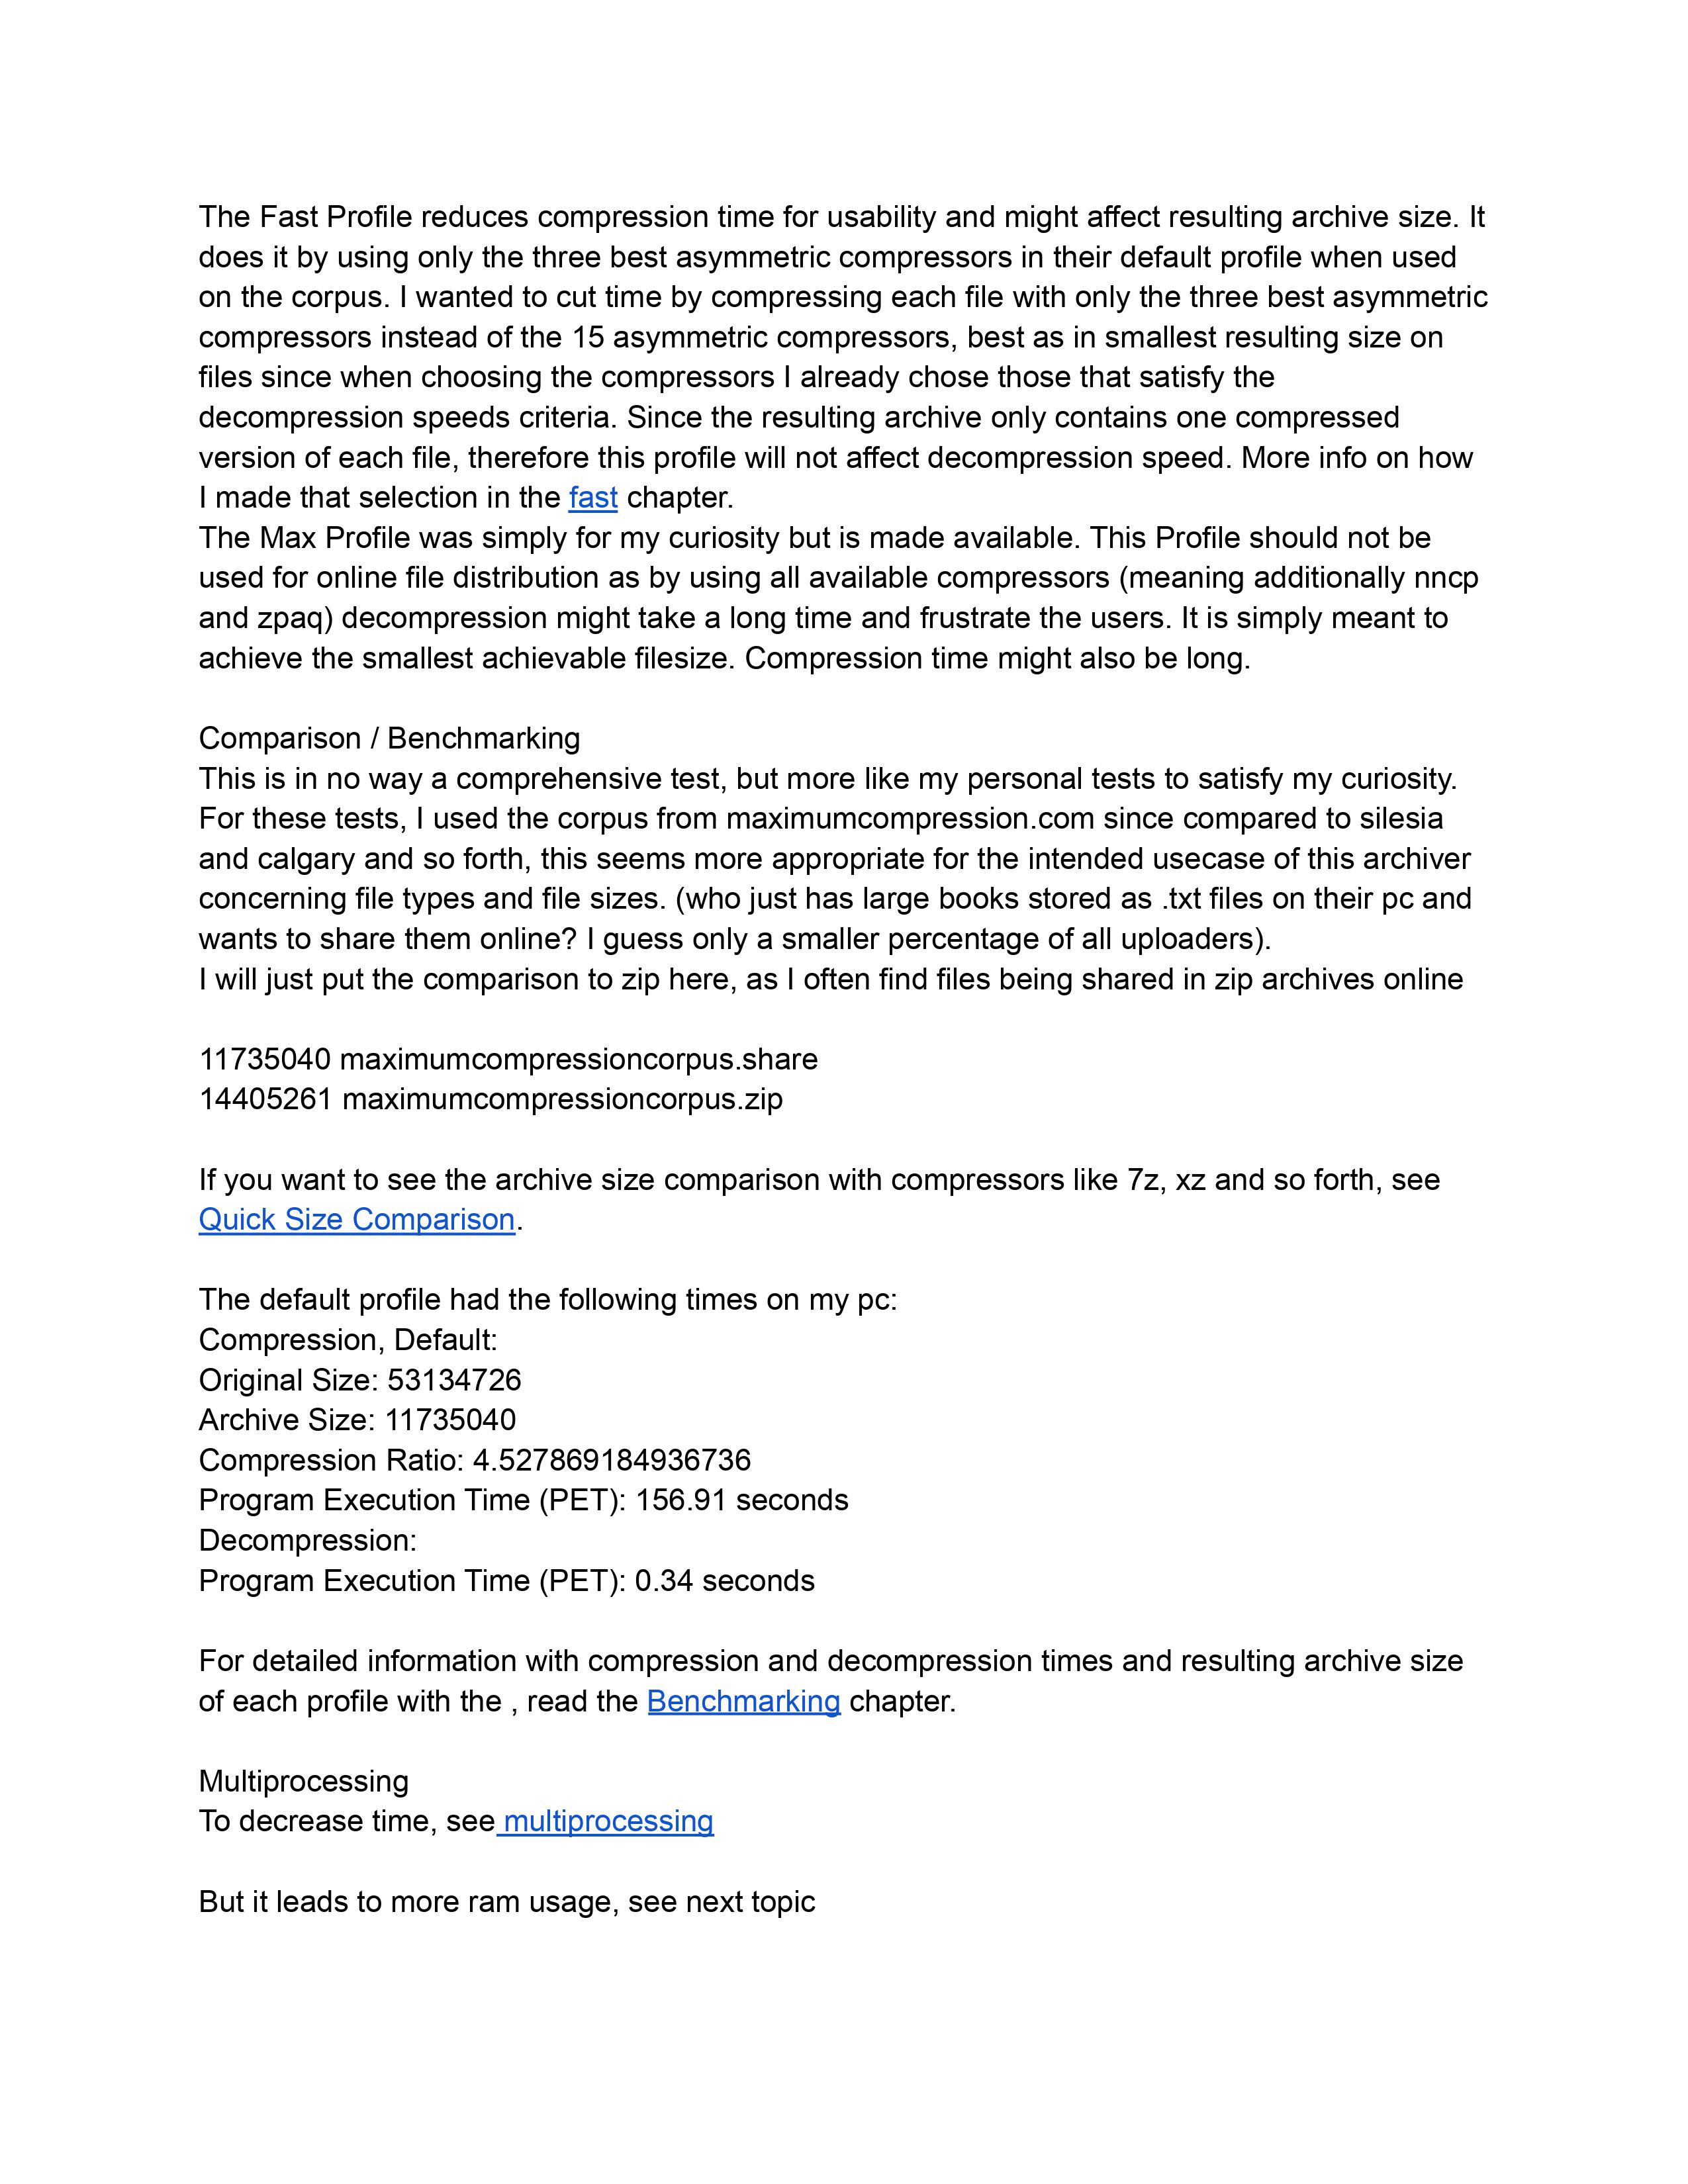 The Fast Profile reduces compression time for usability and might affect resulting archive size. It
does it by using only the three best asymmetric compressors in their default profile when used
on the corpus. I wanted to cut time by compressing each file with only the three best asymmetric
compressors instead of the 15 asymmetric compressors, best as in smallest resulting size on
files since when choosing the compressors I already chose those that satisfy the
decompression speeds criteria. Since the resulting archive only contains one compressed
version of each file, therefore this profile will not affect decompression speed. More info on how
I made that selection in the fast chapter.
The Max Profile was simply for my curiosity but is made available. This Profile should not be
used for online file distribution as by using all available compressors (meaning additionally nncp
and zpaq) decompression might take a long time and frustrate the users. It is simply meant to
achieve the smallest achievable filesize. Compression time might also be long.
Comparison / Benchmarking
This is in no way a comprehensive test, but more like my personal tests to satisfy my curiosity.
For these tests, I used the corpus from maximumcompression.com since compared to silesia
and calgary and so forth, this seems more appropriate for the intended usecase of this archiver
concerning file types and file sizes. (who just has large books stored as .txt files on their pc and
wants to share them online? I guess only a smaller percentage of all uploaders).
I will just put the comparison to zip here, as I often find files being shared in zip archives online
11735040 maximumcompressioncorpus.share
14405261 maximumcompressioncorpus.zip
If you want to see the archive size comparison with compressors like 7z, xz and so forth, see
Quick Size Comparison.
The default profile had the following times on my pc:
Compression, Default:
Original Size: 53134726
Archive Size: 11735040
Compression Ratio: 4.527869184936736
Program Execution Time (PET): 156.91 seconds
Decompression:
Program Execution Time (PET): 0.34 seconds
For detailed information with compression and decompression times and resulting archive size
of each profile with the , read the Benchmarking chapter.
Multiprocessing
To decrease time, see multiprocessing
But it leads to more ram usage, see next topic